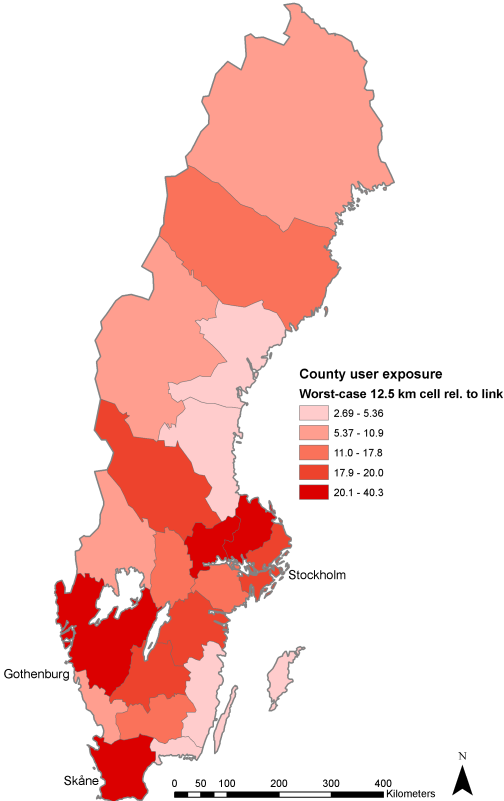 County user exposure
Worst-case 12.5 km cell rel. to link
2.69 - 5.36
5.37 - 10.9
11.0 - 17.8
17.9 - 20.0
20.1 - 40.3
Stockholm
Gothenburg
Skåne
N
0 50 100 200 300 400
Kilometers